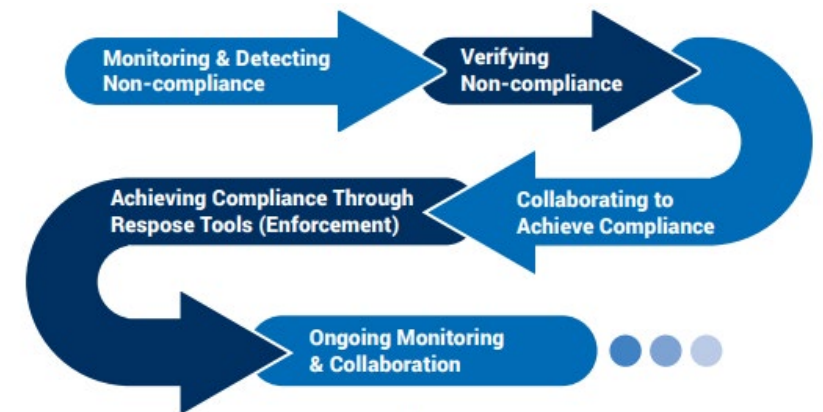 Monitoring & Detecting
Non-compliance
Verifying
Non-compliance
Collaborating to
Achieve Compliance
Achieving Compliance Through
Respose Tools (Enforcement)
Ongoing Monitoring
& Collaboration